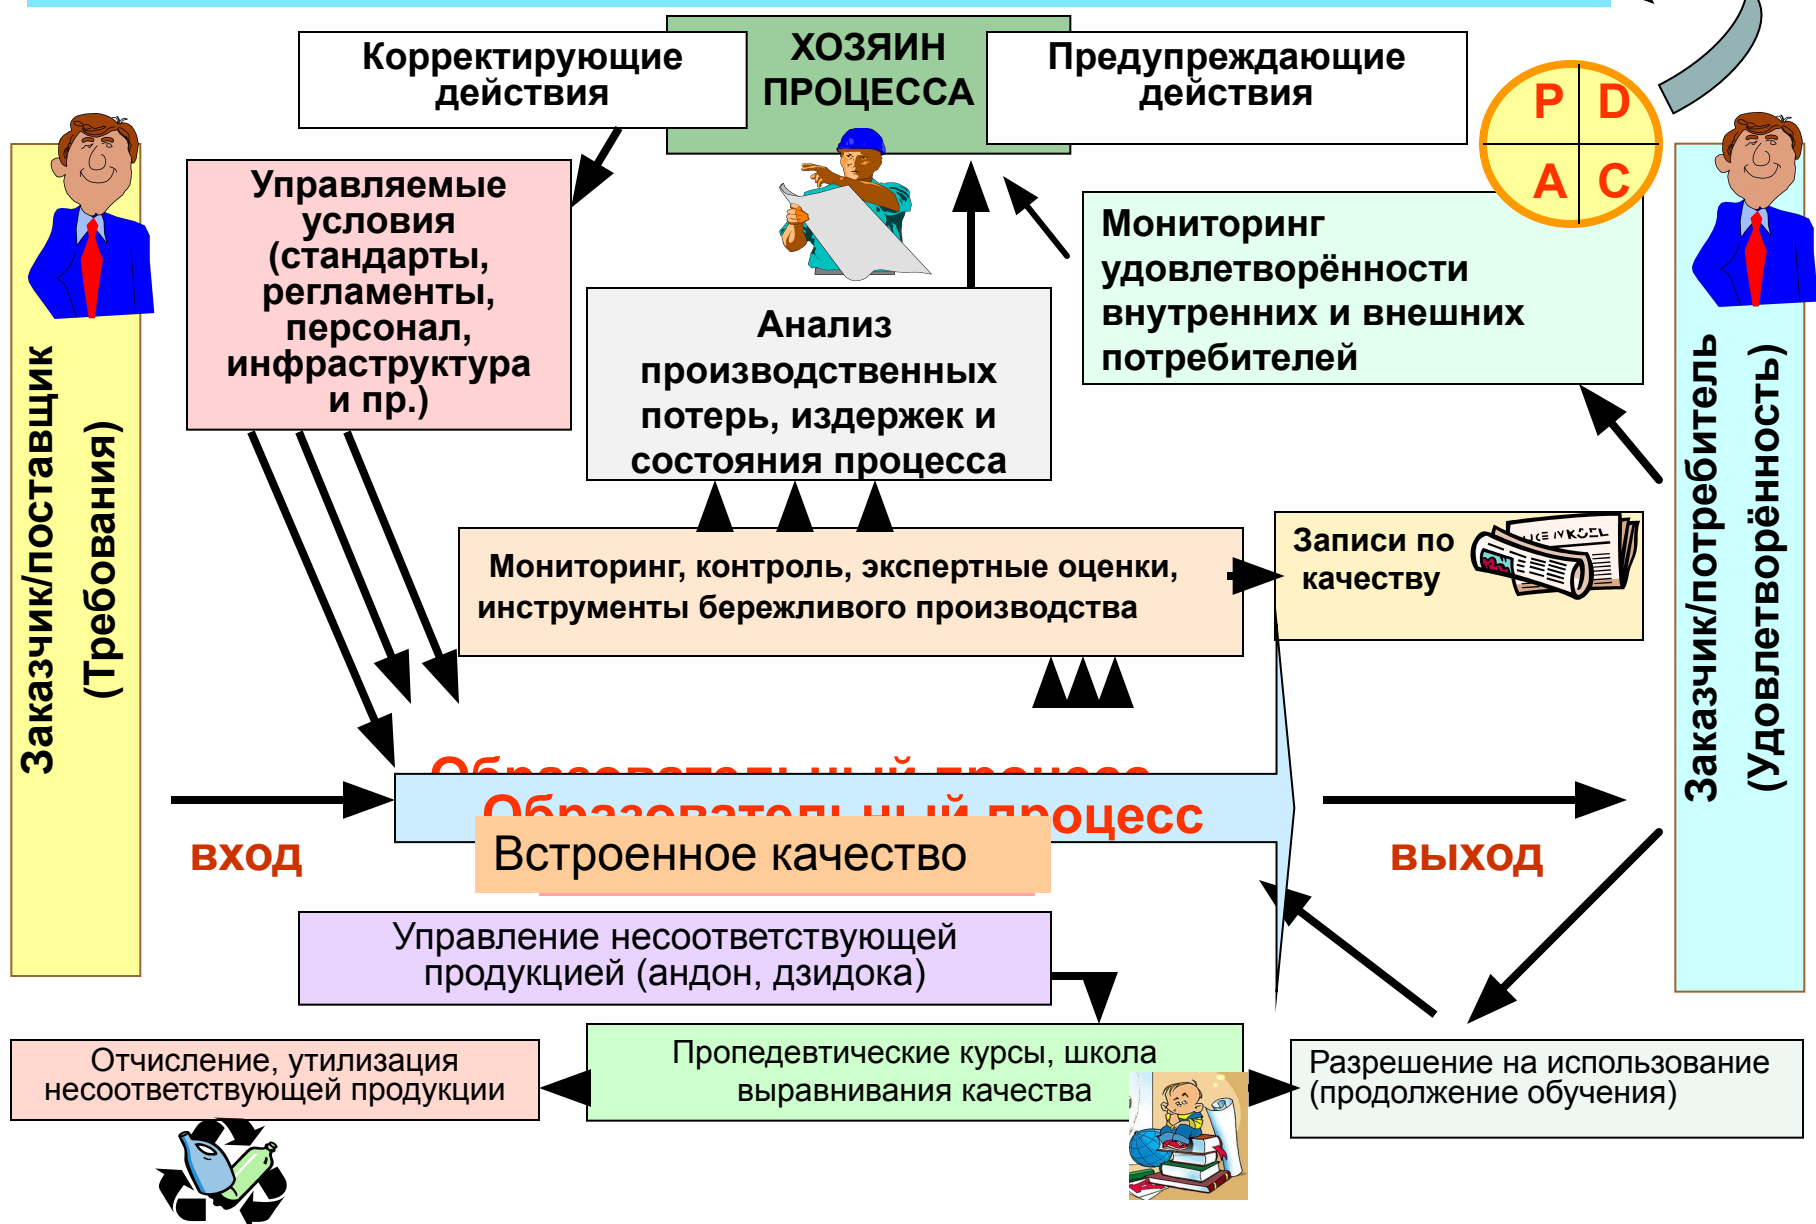 Корректирующие
действия
ХОЗЯИН
ПРОЦЕССА
Предупреждающие
действия
P D
A C
Заказчик/поставщик
(Требования)
Управляемые
условия
(стандарты,
регламенты,
персонал,
инфраструктура
и пр.)
Анализ
производственных
потерь, издержек и
состояния процесса
Мониторинг
удовлетворённости
внутренних и внешних
потребителей
Заказчик/потребитель
(Удовлетворённость)
Мониторинг, контроль, экспертные оценки,
инструменты бережливого производства
Записи по
качеству
Образовательный процесс
Образовательный процесс
Встроенное качество
вход
выход
Управление несоответствующей
продукцией (андон, дзидока)
Отчисление, утилизация
несоответствующей продукции
Пропедевтические курсы, школа
выравнивания качества
Разрешение на использование
(продолжение обучения)